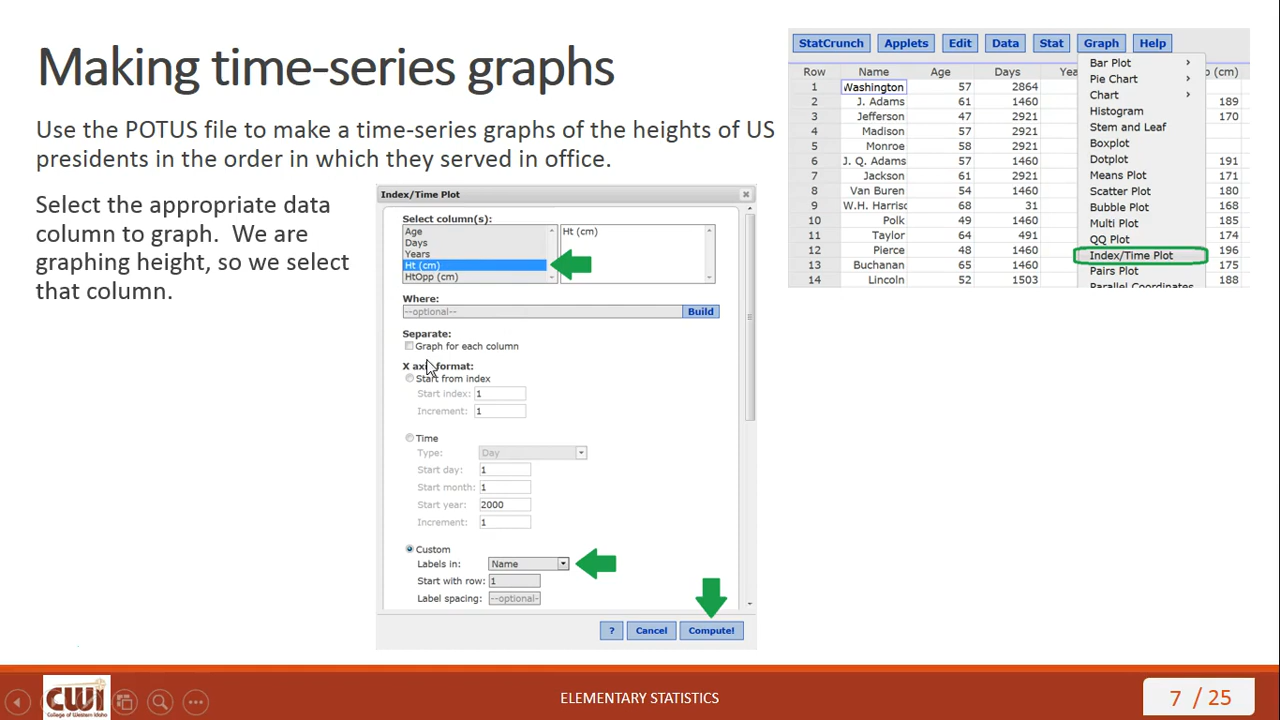 Making time-series graphs
Use the POTUS file to make a time-series graphs of the heights of US
presidents in the order in which they served in office.
Select the appropriate data
column to graph. We are
graphing height, so we select
that column.
Index/Time Plot
Select column(s):
Age
Days
Years
Ht (cm)
HtOpp (cm)
Ht (cm)
Where:
--optional--
Build
Separate:
Graph for each column
X axis format:
Start from index
Start index: 1
Increment: 1
Time
Type: Day
Start day: 1
Start month: 1
Start year: 2000
Increment: 1
Custom
Labels in: Name
Start with row: 1
Label spacing: --optional-
? Cancel Compute!
StatCrunch Applets Edit Data Stat Graph Help
Row Name Age Days Yea p (cm)
1 Washington 57 2864
2 J. Adams 61 1460 189
3 Jefferson 47 2921 170
4 Madison 57 2921
5 Monroe 58 2921
6 J. Q. Adams 57 1460 191
7 Jackson 61 2921 171
8 Van Buren 54 1460 180
9 W.H. Harrisc 68 31 168
10 Polk 49 1460 185
11 Taylor 64 491 174
12 Pierce 48 1460 196
13 Buchanan 65 1460 177
14 Lincoln 52 1503 188
Bar Plot
Pie Chart
Chart
Histogram
Stem and Leaf
Boxplot
Dotplot
Means Plot
Scatter Plot
Bubble Plot
Multi Plot
QQ Plot
Index/Time Plot
Pairs Plot
Parallel Coordinates
CWI
College of Western Idaho
ELEMENTARY STATISTICS
7 / 25